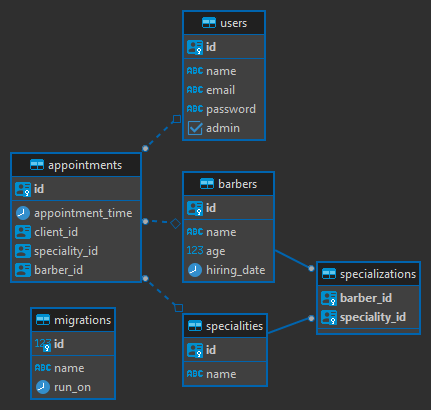 users
id
ABC name
ABC email
ABC password
admin
appointments
id
appointment_time
client_id
speciality_id
barber_id
barbers
id
ABC name
123 age
hiring_date
specializations
barber_id
speciality_id
migrations
123 id
ABC name
run_on
specialities
id
ABC name